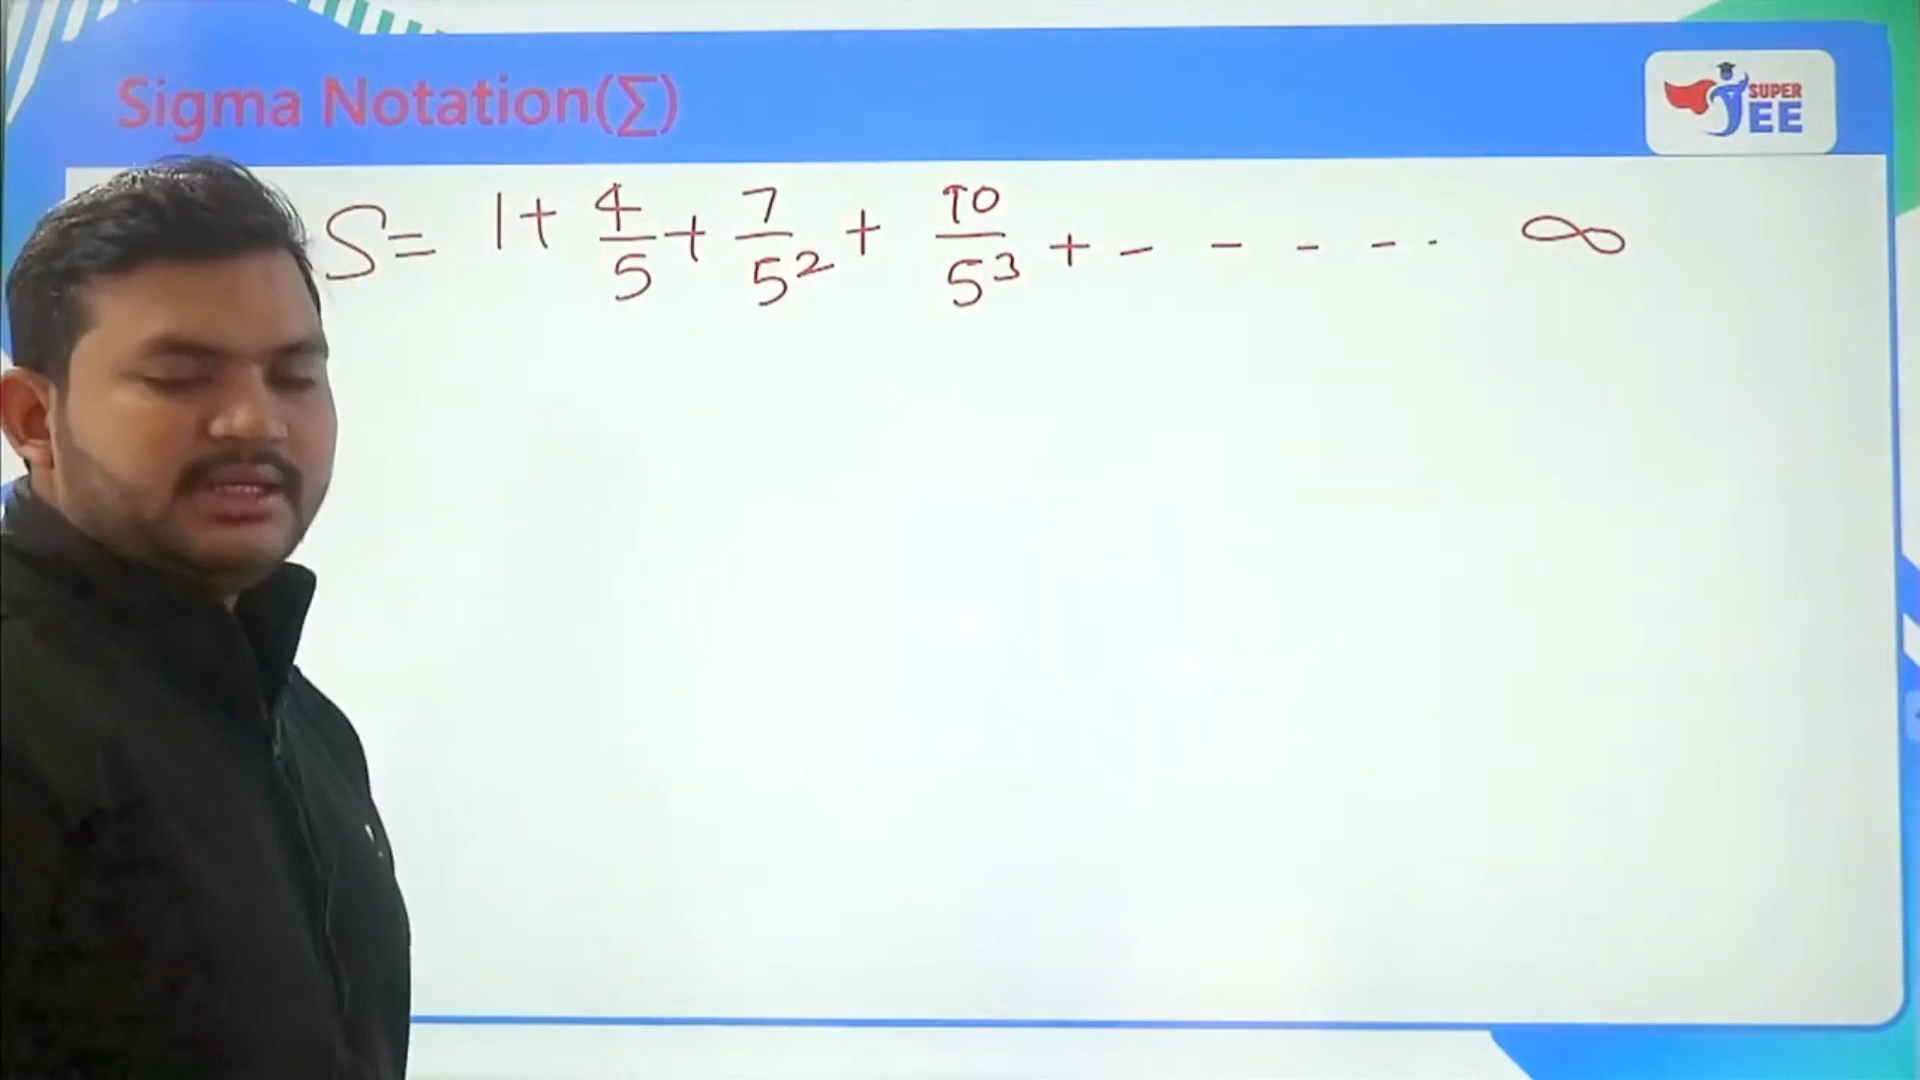 Sigma Notation(∑)
SUPER
JEE
S = 1 + 4/5 + 7/5² + 10/5³ + - - - - · ∞